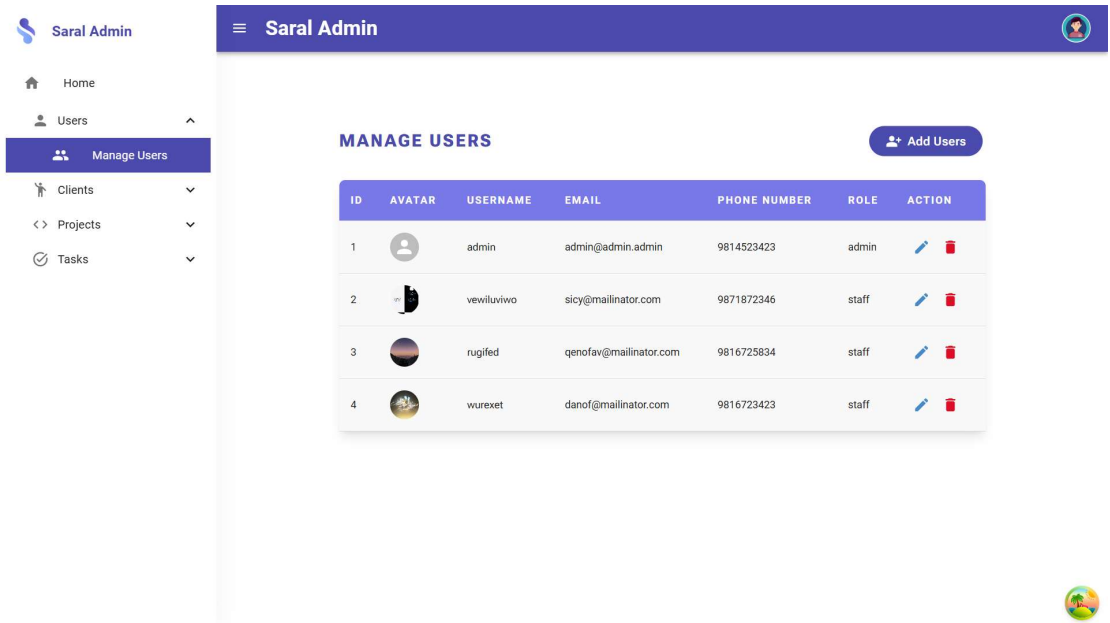 Saral Admin
Saral Admin
Home
Users
Manage Users
Clients
Projects
Tasks
MANAGE USERS
Add Users
ID AVATAR USERNAME EMAIL PHONE NUMBER ROLE ACTION
1 admin admin@admin.admin 9814523423 admin
2 vewiluviwo sicy@mailinator.com 9871872346 staff
3 rugifed qenofav@mailinator.com 9816725834 staff
4 wurexet danof@mailinator.com 9816723423 staff